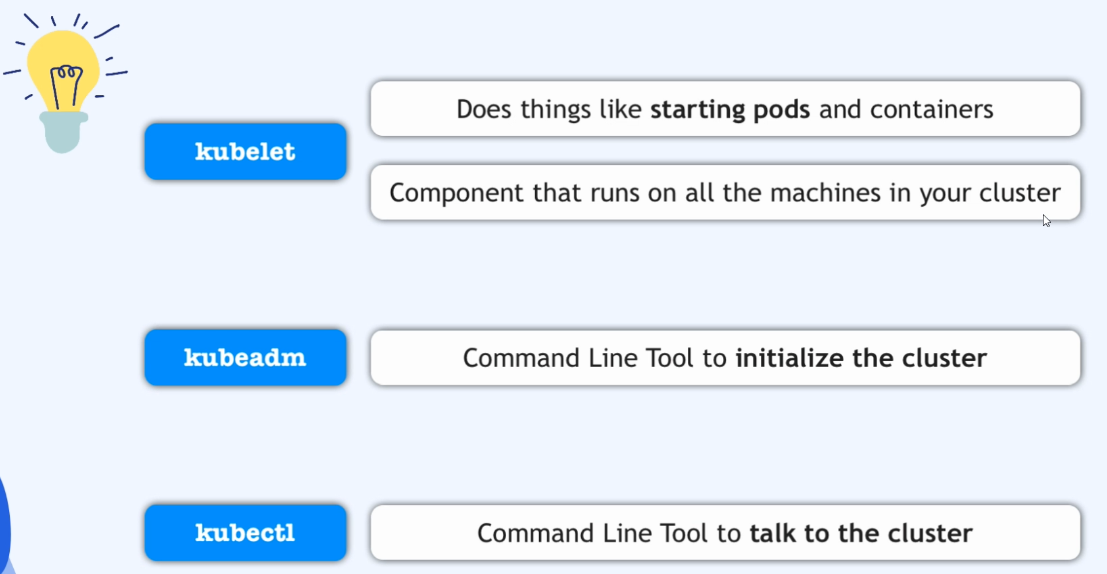 Does things like starting pods and containers
kubelet
Component that runs on all the machines in your cluster
kubeadm
Command Line Tool to initialize the cluster
kubectl
Command Line Tool to talk to the cluster